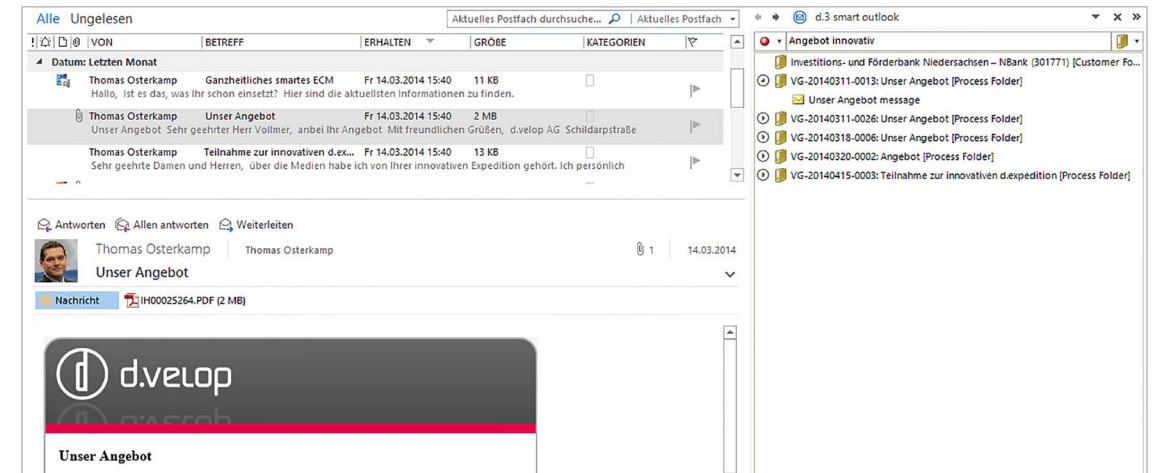 Alle Ungelesen
Aktuelles Postfach durchsuche... Aktuelles Postfach
! VON BETREFF ERHALTEN GRÖßE KATEGORIEN
Datum: Letzten Monat
Thomas Osterkamp Ganzheitliches smartes ECM Fr 14.03.2014 15:40 11 KB
Hallo, Ist es das, was Ihr schon einsetzt? Hier sind die aktuellsten Informationen zu finden.
Thomas Osterkamp Unser Angebot Fr 14.03.2014 15:40 2 MB
Unser Angebot Sehr geehrter Herr Vollmer, anbei Ihr Angebot Mit freundlichen Grüßen, d.velop AG Schildarpstraße
Thomas Osterkamp Teilnahme zur innovativen d.ex... Fr 14.03.2014 15:40 13 KB
Sehr geehrte Damen und Herren, über die Medien habe ich von Ihrer innovativen Expedition gehört. Ich persönlich
Antworten Allen antworten Weiterleiten
Thomas Osterkamp Thomas Osterkamp 1 14.03.2014
Unser Angebot
Nachricht IH00025264.PDF (2 MB)
d d.velop
Unser Angebot
d.3 smart outlook
Angebot innovativ
Investitions- und Förderbank Niedersachsen – NBank (301771) [Customer Fo...
VG-20140311-0013: Unser Angebot [Process Folder]
Unser Angebot message
VG-20140311-0026: Unser Angebot [Process Folder]
VG-20140318-0006: Unser Angebot [Process Folder]
VG-20140320-0002: Angebot [Process Folder]
VG-20140415-0003: Teilnahme zur innovativen d.expedition [Process Folder]